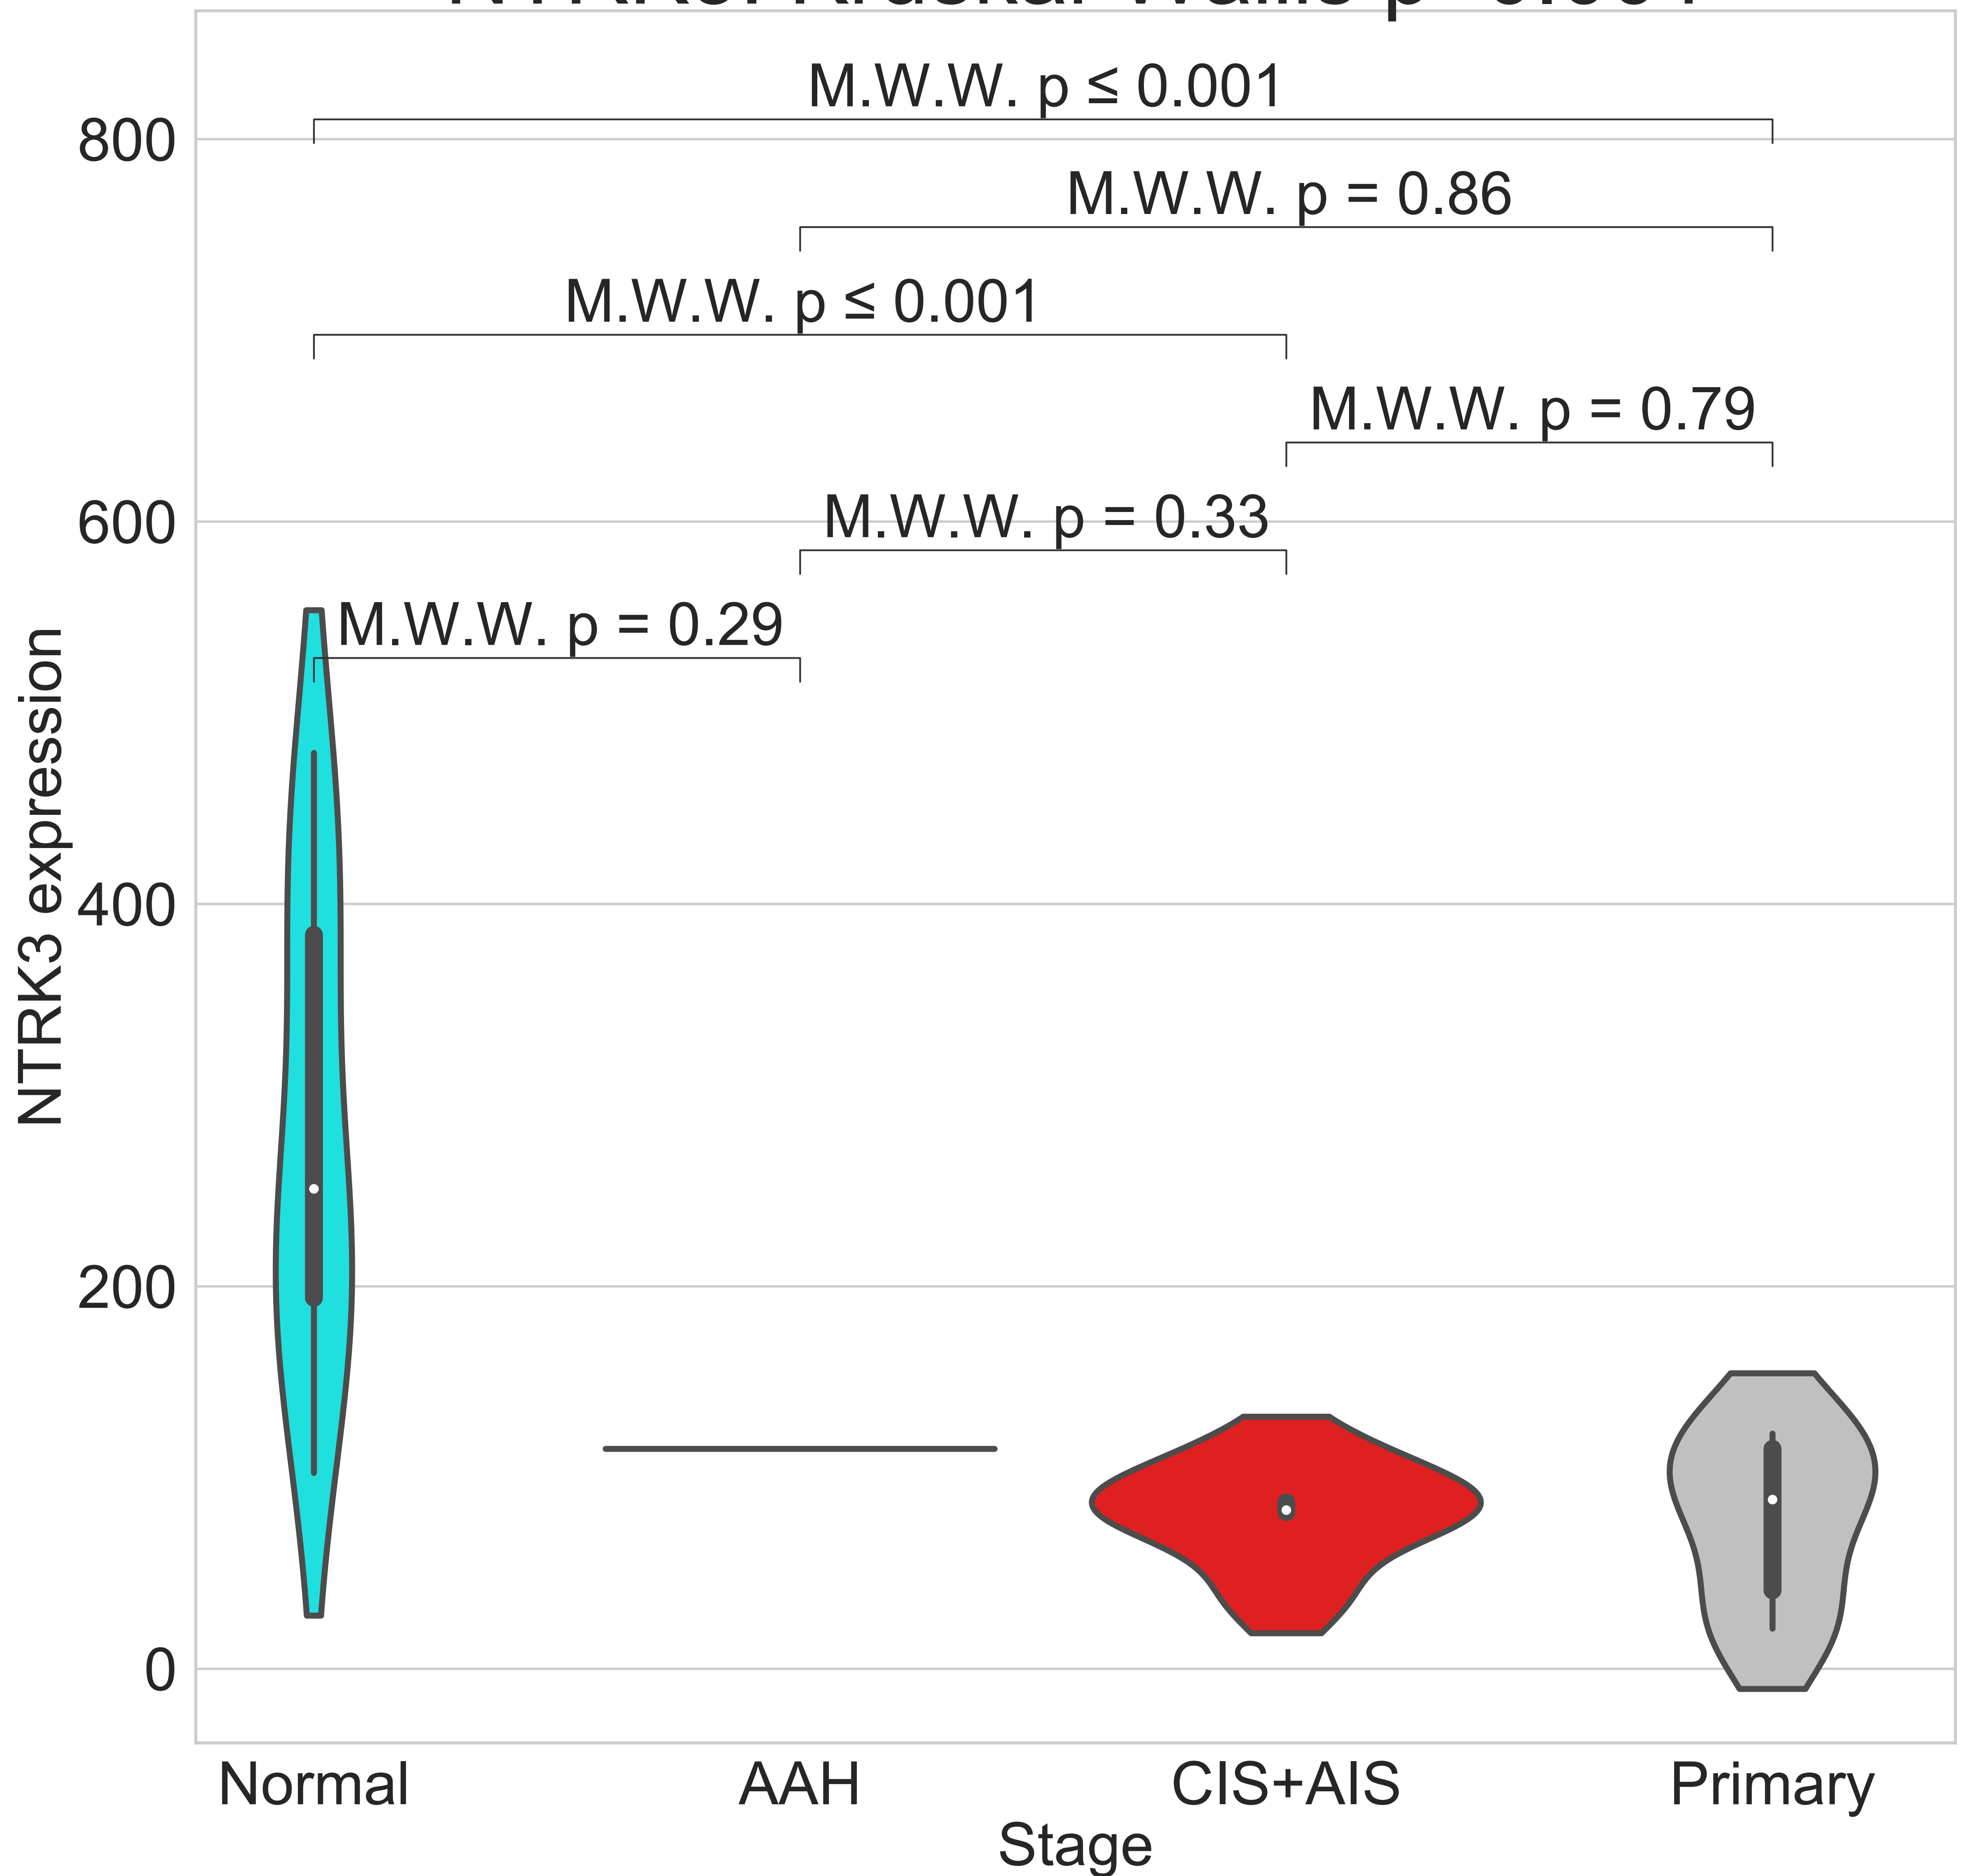 M.W.W. p ≤ 0.001
800
M.W.W. p = 0.86
M.W.W. p ≤ 0.001
M.W.W. p = 0.79
600
M.W.W. p = 0.33
M.W.W. p = 0.29
NTRK3 expression
400
200
0
Normal AAH CIS+AIS Primary
Stage